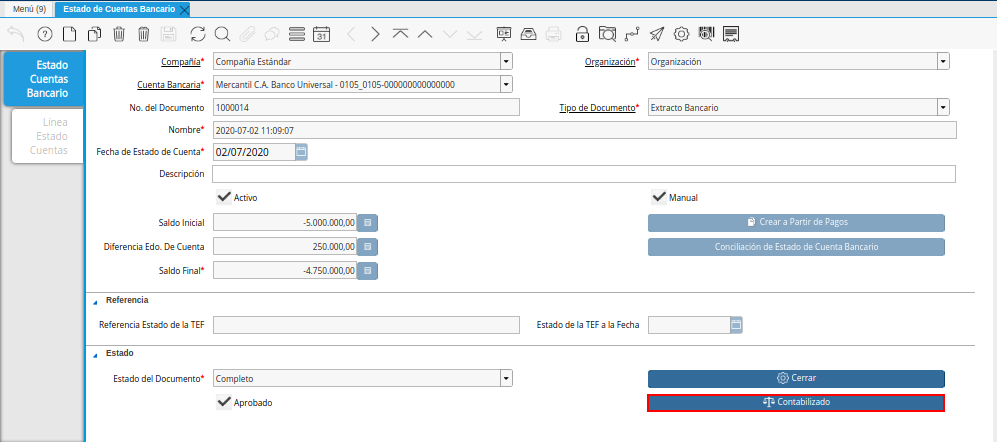 Menú (9) Estado de Cuentas Bancario
31
Estado
Cuentas
Bancario
Línea
Estado
Cuentas
Compañía* Compañía Estándar Organización* Organización
Cuenta Bancaria* Mercantil C.A. Banco Universal - 0105_0105-000000000000000
No. del Documento 1000014 Tipo de Documento* Extracto Bancario
Nombre* 2020-07-02 11:09:07
Fecha de Estado de Cuenta* 02/07/2020
Descripción
Activo Manual
Saldo Inicial -5.000.000,00 Crear a Partir de Pagos
Diferencia Edo. De Cuenta 250.000,00 Conciliación de Estado de Cuenta Bancario
Saldo Final* -4.750.000,00
Referencia
Referencia Estado de la TEF Estado de la TEF a la Fecha
Estado
Estado del Documento* Completo Cerrar
Aprobado Contabilizado